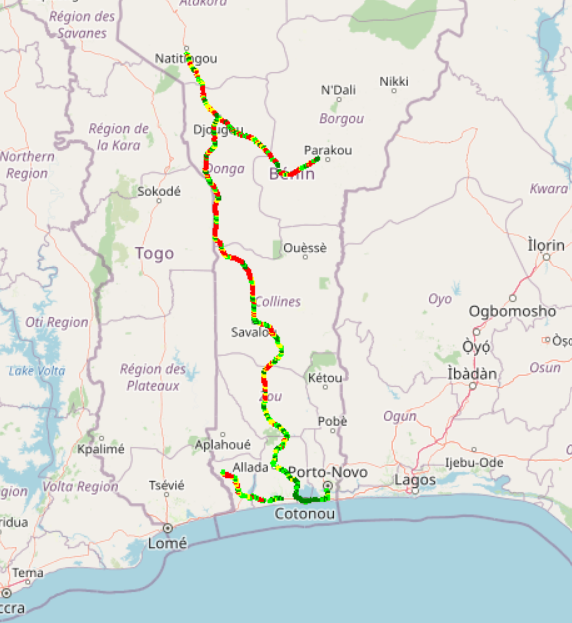 Atakora
Région des
Savanes
Natitingou
N'Dali
Nikki
Borgou
Région de
la Kara
Djougou
Northern
Region
Parakou
Donga
Bénin
Sokodé
Kwara
Togo
Ouèssè
Ìlorin
Collines
Oyo
Ogbomosho
Oti Region
Savalou
Òyó
Lake Volta
Région des
Plateaux
Kétou
Ìbàdàn
Osun
Ogun
Pobè
Aplahoué
Kpalimé
Allada
Porto-Novo
Ijebu-Ode
Lagos
Volta Region
Tsévié
Cotonou
Lomé
Tema